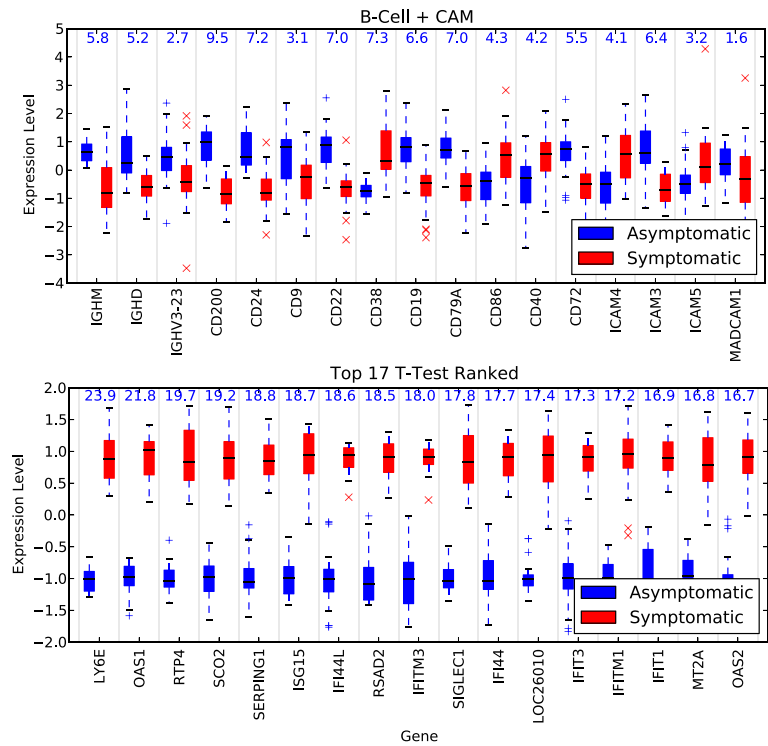 B-Cell + CAM
5.8 5.2 2.7 9.5 7.2 3.1 7.0 7.3 6.6 7.0 4.3 4.2 5.5 4.1 6.4 3.2 1.6
5
4
3
2
1
0
−1
−2
−3
−4
Expression Level
Asymptomatic
Symptomatic
IGHM IGHD IGHV3-23 CD200 CD24 CD9 CD22 CD38 CD19 CD79A CD86 CD40 CD72 ICAM4 ICAM3 ICAM5 MADCAM1
Top 17 T-Test Ranked
23.9 21.8 19.7 19.2 18.8 18.7 18.6 18.5 18.0 17.8 17.7 17.4 17.3 17.2 16.9 16.8 16.7
2.0
1.5
1.0
0.5
0.0
−0.5
−1.0
−1.5
−2.0
Expression Level
Asymptomatic
Symptomatic
LY6E OAS1 RTP4 SCO2 SERPING1 ISG15 IFI44L RSAD2 IFITM3 SIGLEC1 IFI44 LOC26010 IFIT3 IFITM1 IFIT1 MT2A OAS2
Gene